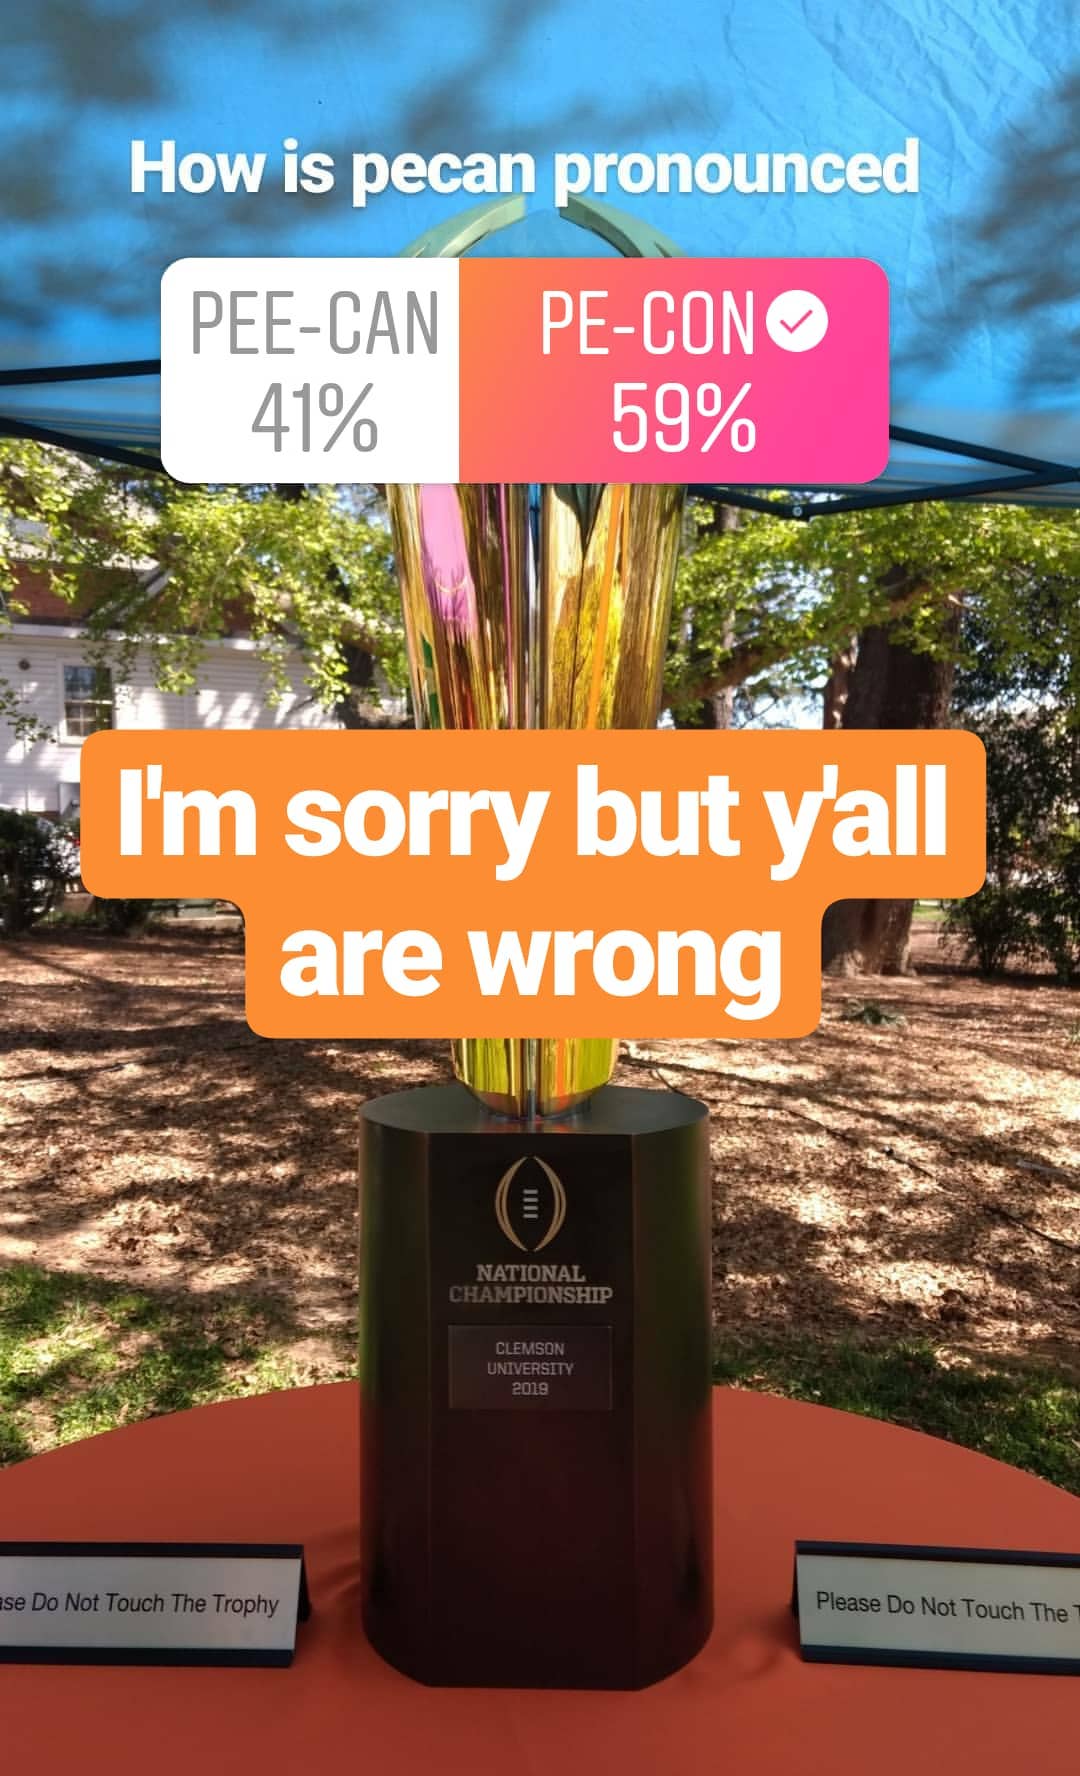 How is pecan pronounced
PEE-CAN
41%
PE-CON
59%
I'm sorry but y'all
are wrong
NATIONAL
CHAMPIONSHIP
CLEMSON
UNIVERSITY
2019
Do Not Touch The Trophy
Please Do Not Touch The